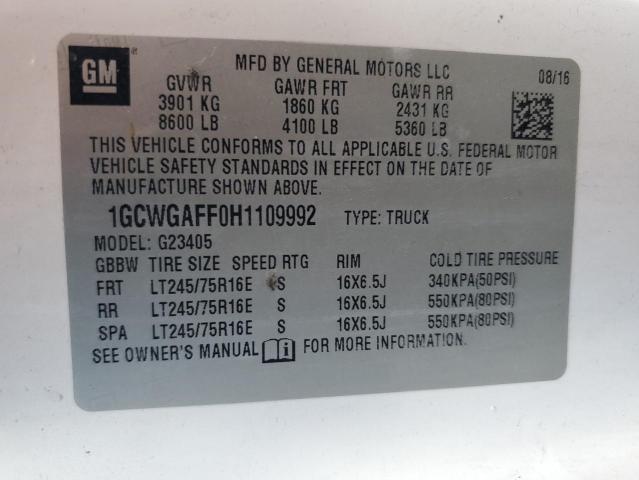 GM
MFD BY GENERAL MOTORS LLC 08/16
GVWR GAWR FRT GAWR RR
3901 KG 1860 KG 2431 KG
8600 LB 4100 LB 5360 LB
THIS VEHICLE CONFORMS TO ALL APPLICABLE U.S. FEDERAL MOTOR
VEHICLE SAFETY STANDARDS IN EFFECT ON THE DATE OF
MANUFACTURE SHOWN ABOVE.
1GCWGAFF0H1109992 TYPE: TRUCK
MODEL: G23405
GBBW TIRE SIZE SPEED RTG RIM COLD TIRE PRESSURE
FRT LT245/75R16E S 16X6.5J 340KPA(50PSI)
RR LT245/75R16E S 16X6.5J 550KPA(80PSI)
SPA LT245/75R16E S 16X6.5J 550KPA(80PSI)
SEE OWNER'S MANUAL FOR MORE INFORMATION.